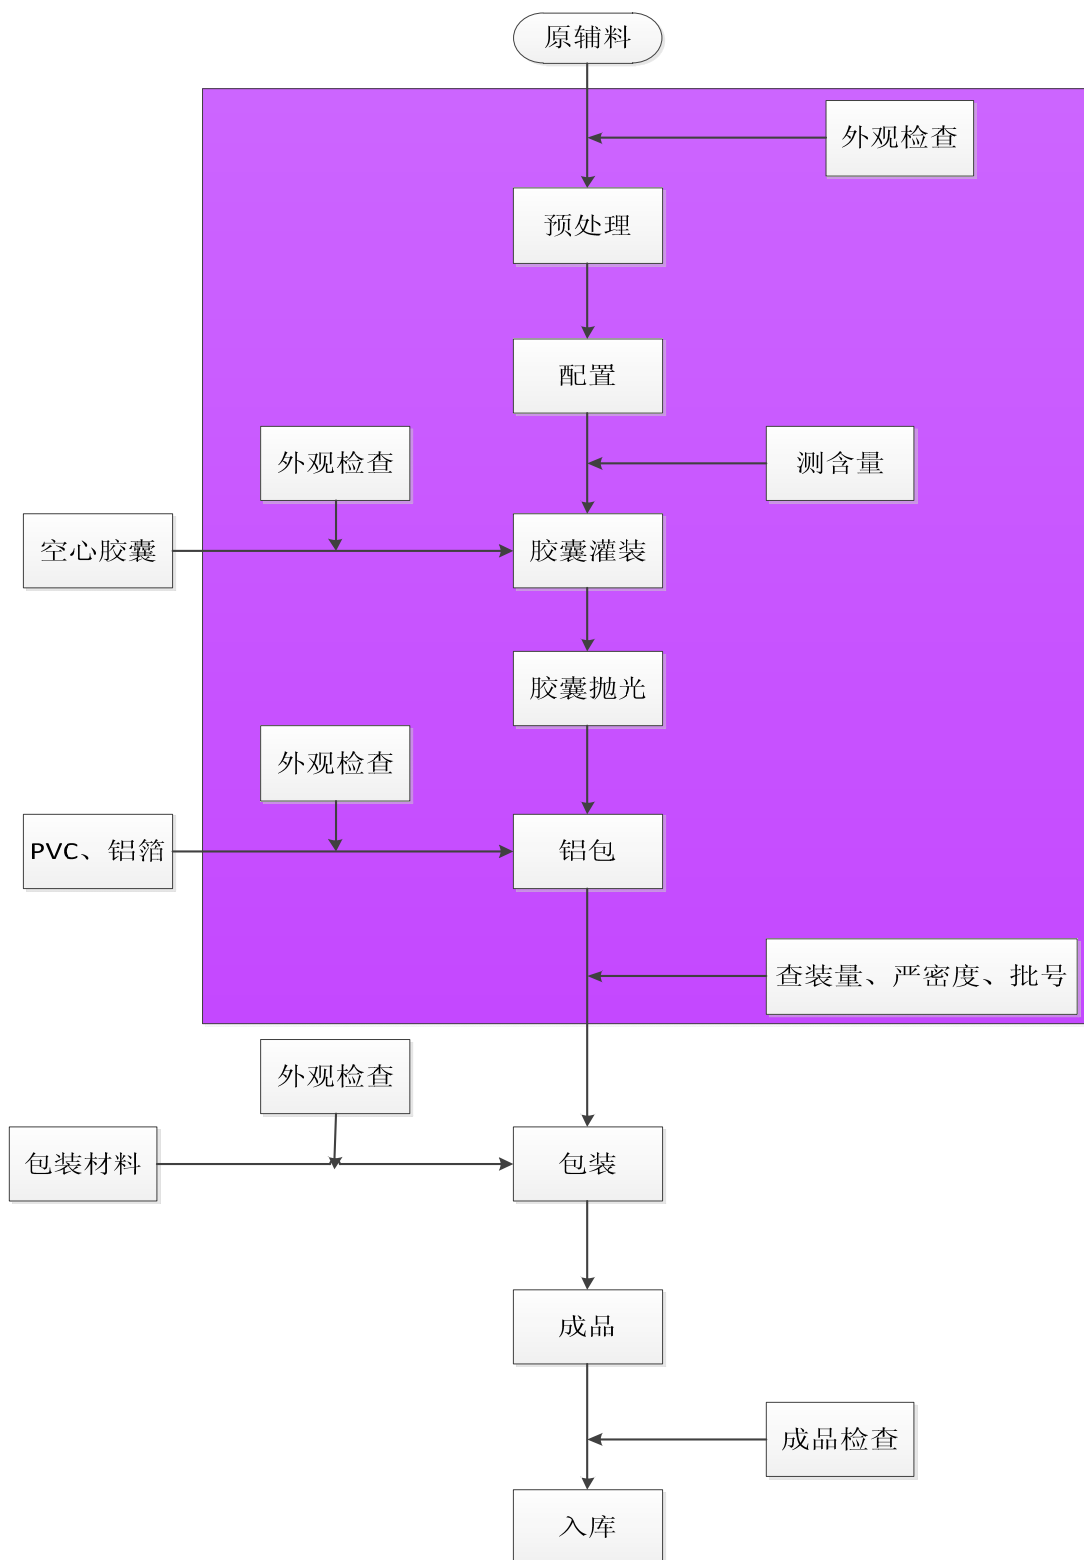 原辅料
外观检查
预处理
配置
外观检查
测含量
空心胶囊
胶囊灌装
胶囊抛光
外观检查
PVC、铝箔
铝包
查装量、严密度、批号
外观检查
包装材料
包装
成品
成品检查
入库